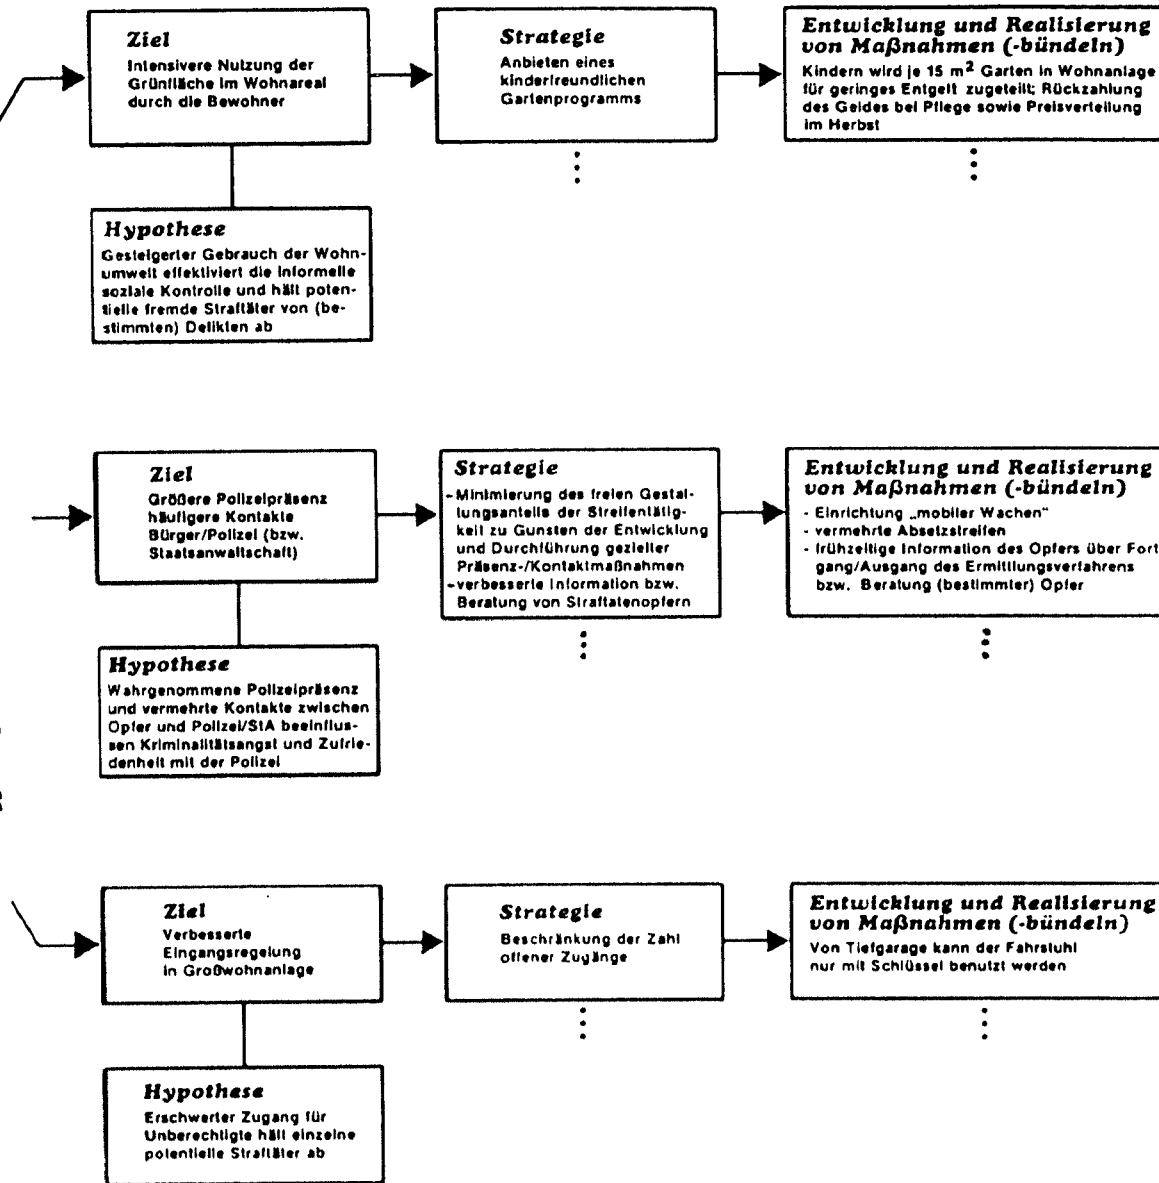 Ziel
Intensivere Nutzung der
Grünfläche im Wohnareal
durch die Bewohner
Strategie
Anbieten eines
kinderfreundlichen
Gartenprogramms
Entwicklung und Realisierung
von Maßnahmen (-bündeln)
Kindern wird je 15 m² Garten in Wohnanlage
für geringes Entgelt zugeteilt; Rückzahlung
des Geldes bei Pflege sowie Preisverteilung
im Herbst
Hypothese
Gesteigerter Gebrauch der Wohn-
umwelt effektiviert die informelle
soziale Kontrolle und hält poten-
tielle fremde Straftäter von (be-
stimmten) Delikten ab
Ziel
Größere Polizeipräsenz
häufigere Kontakte
Bürger/Polizei (bzw.
Staatsanwaltschaft)
Strategie
- Minimierung des freien Gestal-
tungsanteils der Streifentätig-
keit zu Gunsten der Entwicklung
und Durchführung gezielter
Präsenz-/Kontaktmaßnahmen
- verbesserte Information bzw.
Beratung von Straftatenopfern
Entwicklung und Realisierung
von Maßnahmen (-bündeln)
- Einrichtung „mobiler Wachen"
- vermehrte Absetzstreifen
- frühzeitige Information des Opfers über Fort
gang/Ausgang des Ermittlungsverfahrens
bzw. Beratung (bestimmter) Opfer
Hypothese
Wahrgenommene Polizeipräsenz
und vermehrte Kontakte zwischen
Opfer und Polizei/StA beeinflus-
sen Kriminalitätsangst und Zufrie-
denheit mit der Polizei
Ziel
Verbesserte
Eingangsregelung
in Großwohnanlage
Strategie
Beschränkung der Zahl
offener Zugänge
Entwicklung und Realisierung
von Maßnahmen (-bündeln)
Von Tiefgarage kann der Fahrstuhl
nur mit Schlüssel benutzt werden
Hypothese
Erschwerter Zugang für
Unberechtigte hält einzelne
potentielle Straftäter ab